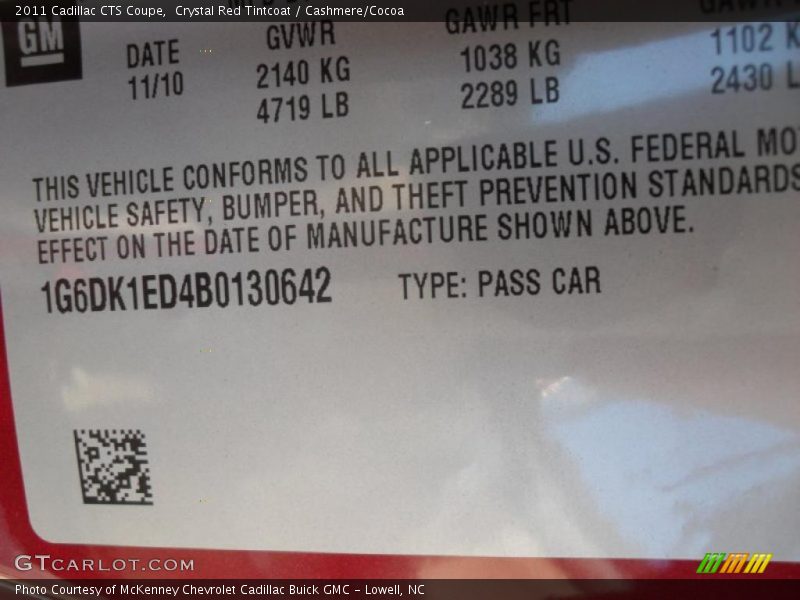 2011 Cadillac CTS Coupe, Crystal Red Tintcoat / Cashmere/Cocoa
GM
DATE GVWR GAWR FRT
11/10 2140 KG 1038 KG 1102
4719 LB 2289 LB 2430
THIS VEHICLE CONFORMS TO ALL APPLICABLE U.S. FEDERAL MO
VEHICLE SAFETY, BUMPER, AND THEFT PREVENTION STANDARDS
EFFECT ON THE DATE OF MANUFACTURE SHOWN ABOVE.
1G6DK1ED4B0130642 TYPE: PASS CAR
GTCARLOT.COM
Photo Courtesy of McKenney Chevrolet Cadillac Buick GMC - Lowell, NC